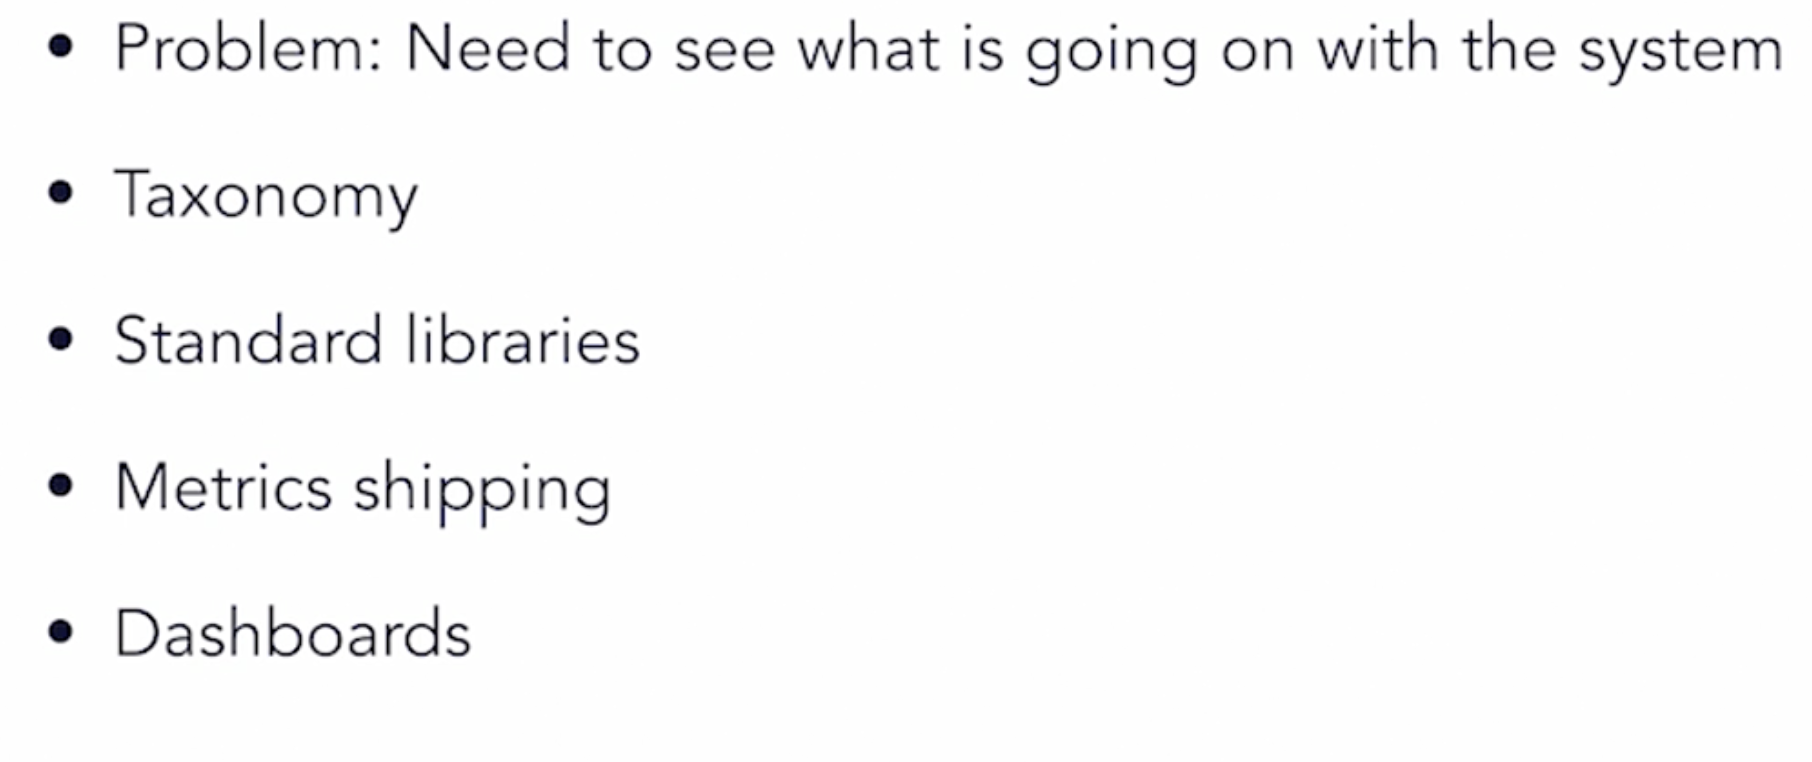 • Problem: Need to see what is going on with the system
• Taxonomy
• Standard libraries
• Metrics shipping
• Dashboards